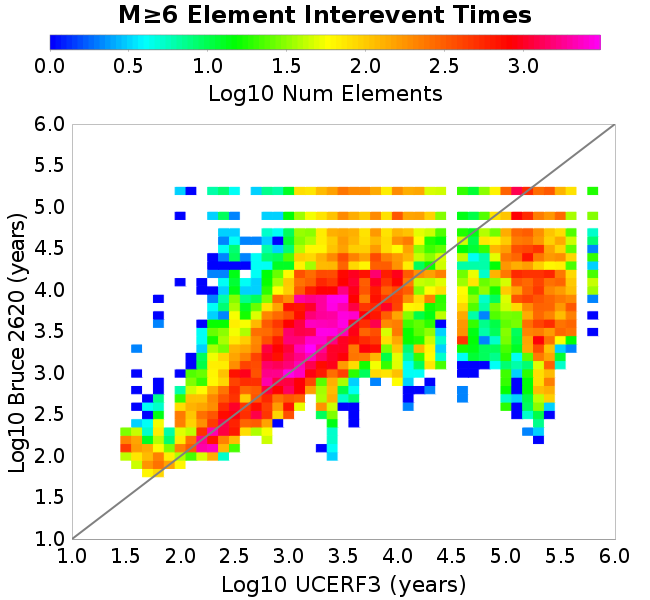 M≥6 Element Interevent Times
0.0 0.5 1.0 1.5 2.0 2.5 3.0
Log10 Num Elements
6.0
5.5
5.0
4.5
4.0
3.5
3.0
2.5
2.0
1.5
1.0
Log10 Bruce 2620 (years)
1.0 1.5 2.0 2.5 3.0 3.5 4.0 4.5 5.0 5.5 6.0
Log10 UCERF3 (years)